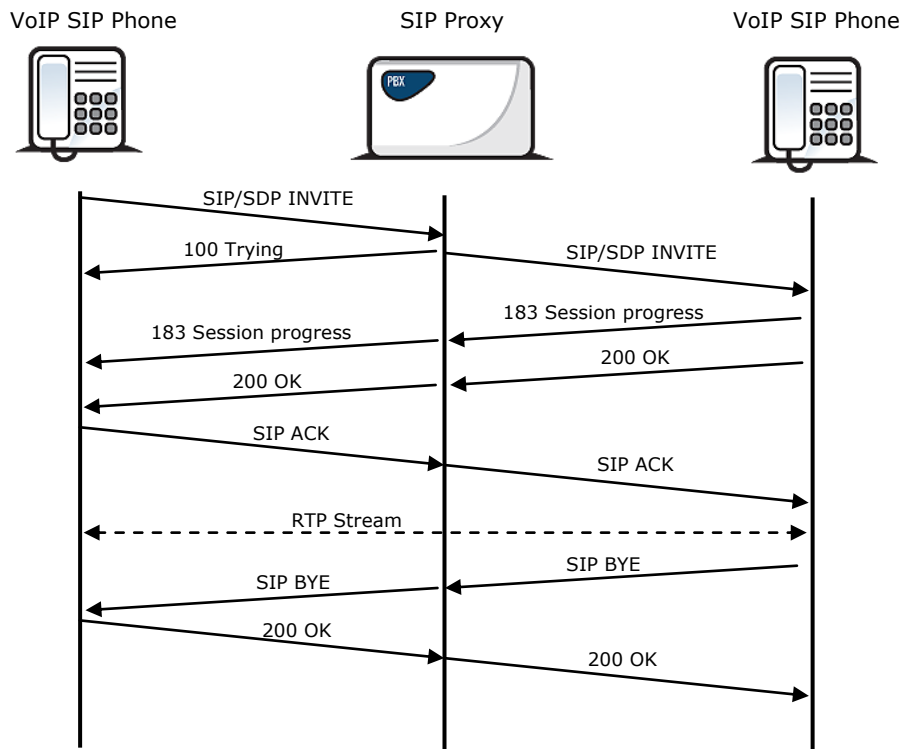 VoIP SIP Phone
SIP Proxy
VoIP SIP Phone
PBX
SIP/SDP INVITE
100 Trying
SIP/SDP INVITE
183 Session progress
183 Session progress
200 OK
200 OK
SIP ACK
SIP ACK
RTP Stream
SIP BYE
SIP BYE
200 OK
200 OK